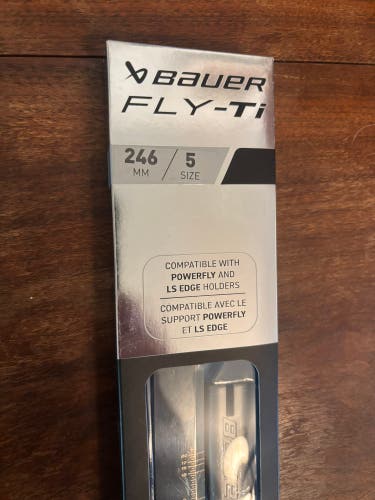 BAUER
FLY-Ti
246 / 5
MM SIZE
COMPATIBLE WITH
POWERFLY AND
LS EDGE HOLDERS
COMPATIBLE AVEC LE
SUPPORT POWERFLY
ET LS EDGE